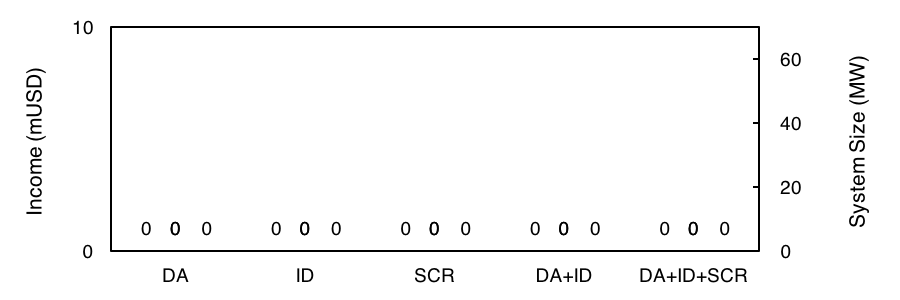 10
60
Income (mUSD)
System Size (MW)
40
20
0 0 0 0 0 0 0 0 0 0 0 0 0 0 0
0
0
DA ID SCR DA+ID DA+ID+SCR